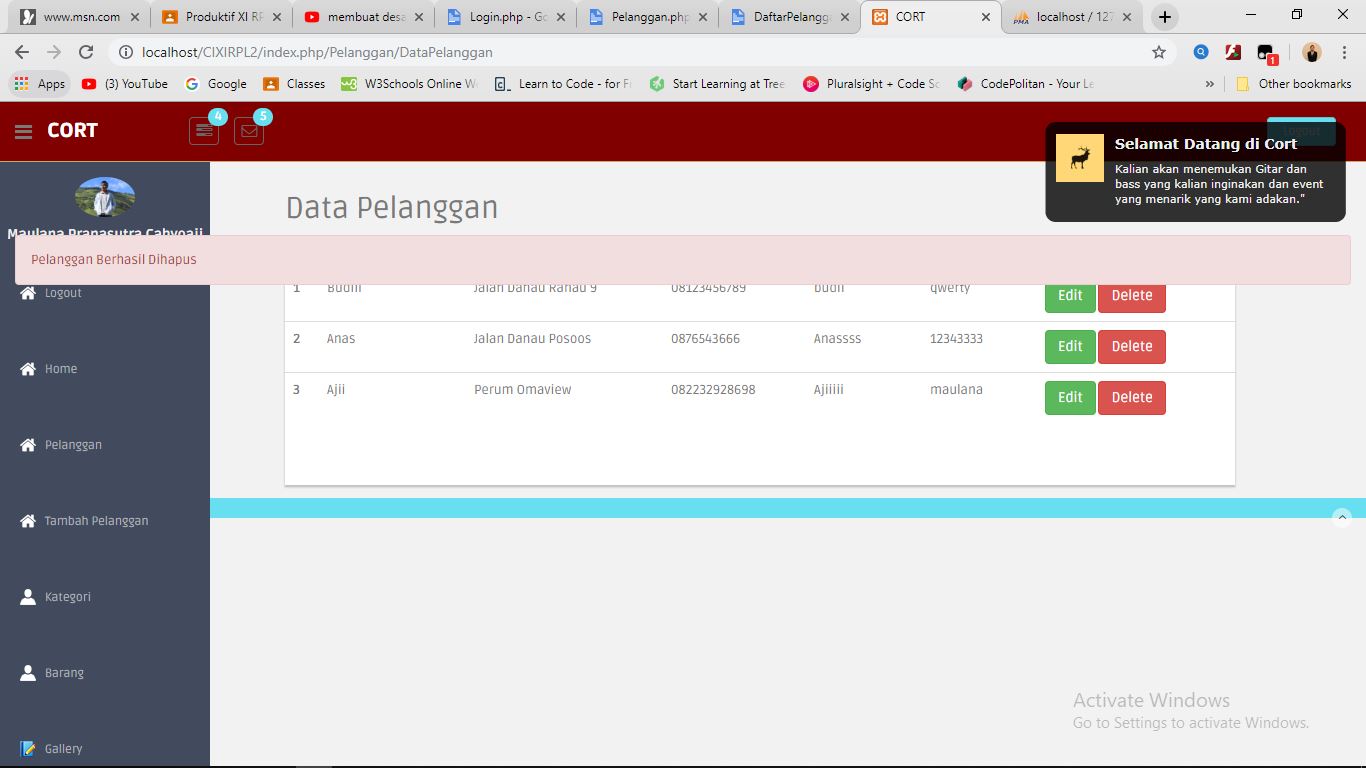 www.msn.com
Produktif XI RP
membuat desa
Login.php - Go
Pelanggan.php
DaftarPelangg
CORT
localhost / 127
localhost/CIXIRPL2/index.php/Pelanggan/DataPelanggan
1
Apps
(3) YouTube
Google
Classes
W3Schools Online W
Learn to Code - for F
Start Learning at Tree
Pluralsight + Code Sc
CodePolitan - Your Le
»
Other bookmarks
CORT
4
5
Logout
Selamat Datang di Cort
Kalian akan menemukan Gitar dan
bass yang kalian inginakan dan event
yang menarik yang kami adakan."
Data Pelanggan
Maulana Pranasutra Cahyoaji
Pelanggan Berhasil Dihapus
Logout
Home
Pelanggan
Tambah Pelanggan
Kategori
Barang
Gallery
1 Budhi Jalan Danau Ranau 9 08123456789 budh qwerty Edit Delete
2 Anas Jalan Danau Posoos 0876543666 Anassss 12343333 Edit Delete
3 Ajii Perum Omaview 082232928698 Ajiiiii maulana Edit Delete
Activate Windows
Go to Settings to activate Windows.